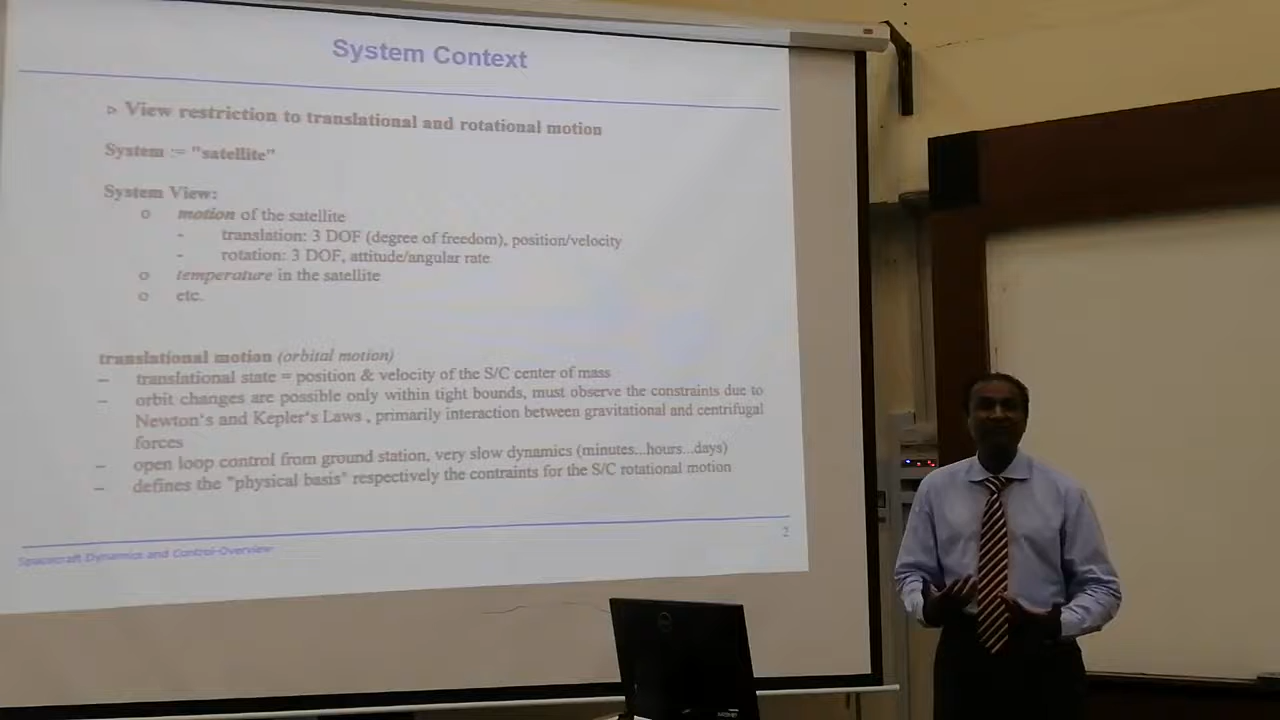 System Context
▹ View restriction to translational and rotational motion
System := "satellite"
System View:
o motion of the satellite
- translation: 3 DOF (degree of freedom), position/velocity
- rotation: 3 DOF, attitude/angular rate
o temperature in the satellite
o etc.
translational motion (orbital motion)
– translational state = position & velocity of the S/C center of mass
– orbit changes are possible only within tight bounds, must observe the constraints due to
Newton's and Kepler's Laws , primarily interaction between gravitational and centrifugal
forces
– open loop control from ground station, very slow dynamics (minutes...hours...days)
– defines the "physical basis" respectively the contraints for the S/C rotational motion
Spacecraft Dynamics and Control-Overview
2